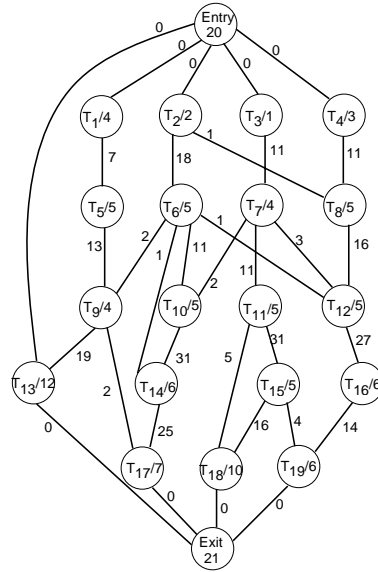 Entry
20
0
0
0
0
0
T1/4
T2/2
T3/1
T4/3
1
7
18
11
11
T5/5
T6/5
T7/4
T8/5
13
2
1
11
2
1
3
11
16
T9/4
T10/5
T11/5
T12/5
19
2
31
5
31
27
T13/12
T14/6
T15/5
T16/6
0
25
16
4
14
T17/7
T18/10
T19/6
0
0
0
Exit
21